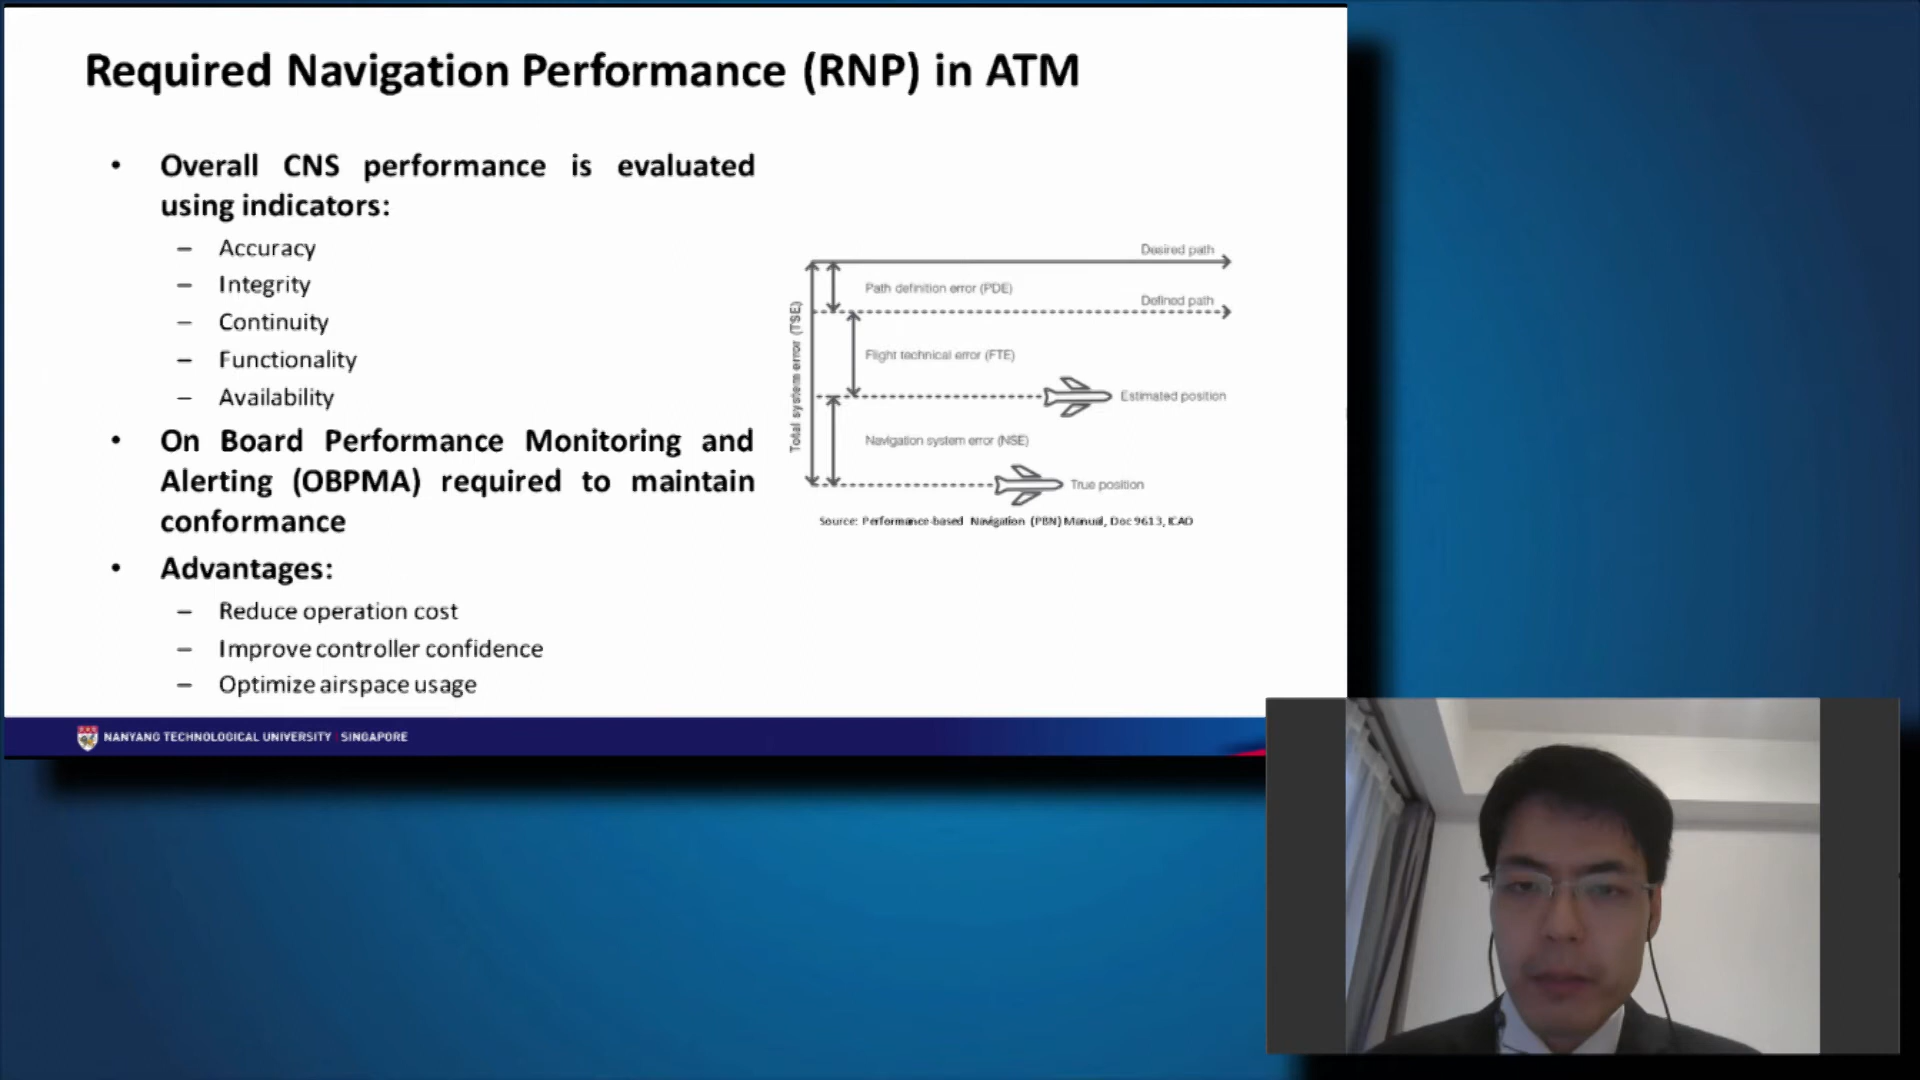 Required Navigation Performance (RNP) in ATM
• Overall CNS performance is evaluated
using indicators:
– Accuracy
– Integrity
– Continuity
– Functionality
– Availability
• On Board Performance Monitoring and
Alerting (OBPMA) required to maintain
conformance
• Advantages:
– Reduce operation cost
– Improve controller confidence
– Optimize airspace usage
Total system error (TSE)
Desired path
Path definition error (PDE)
Defined path
Flight technical error (FTE)
Estimated position
Navigation system error (NSE)
True position
Source: Performance-based Navigation (PBN) Manual, Doc 9613, ICAO
NANYANG TECHNOLOGICAL UNIVERSITY | SINGAPORE